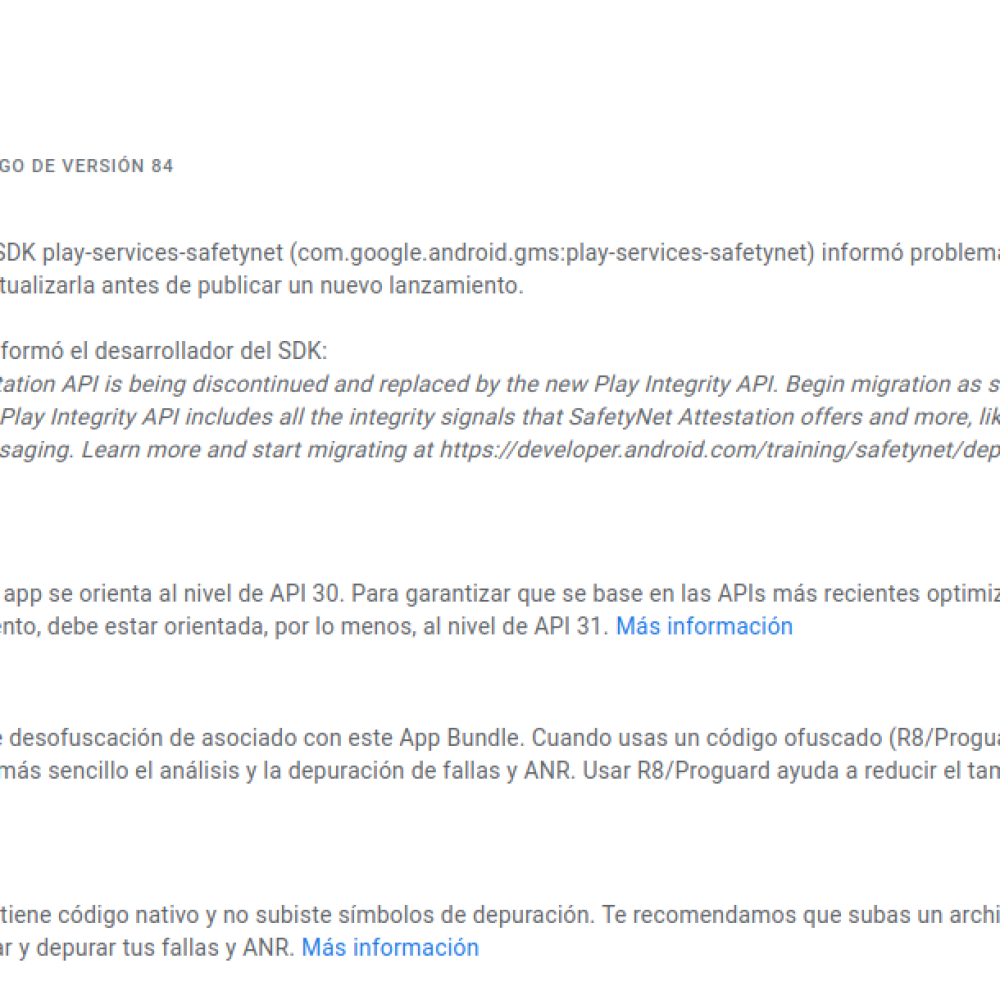 GO DE VERSIÓN 84
SDK play-services-safetynet (com.google.android.gms:play-services-safetynet) informó problema
tualizarla antes de publicar un nuevo lanzamiento.
formó el desarrollador del SDK:
tation API is being discontinued and replaced by the new Play Integrity API. Begin migration as s
Play Integrity API includes all the integrity signals that SafetyNet Attestation offers and more, lik
saging. Learn more and start migrating at https://developer.android.com/training/safetynet/dep
app se orienta al nivel de API 30. Para garantizar que se base en las APIs más recientes optimiz
ento, debe estar orientada, por lo menos, al nivel de API 31. Más información
e desofuscación de asociado con este App Bundle. Cuando usas un código ofuscado (R8/Progua
más sencillo el análisis y la depuración de fallas y ANR. Usar R8/Proguard ayuda a reducir el tam
tiene código nativo y no subiste símbolos de depuración. Te recomendamos que subas un archi
ar y depurar tus fallas y ANR. Más información